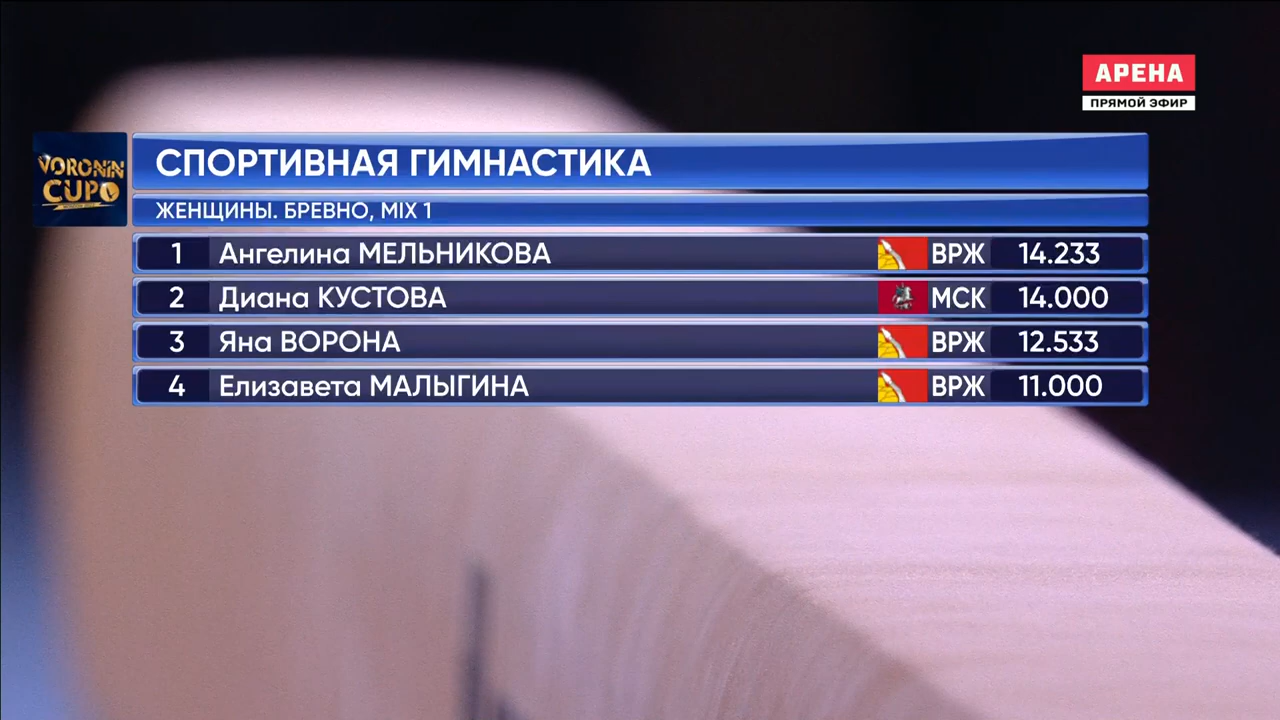 АРЕНА
ПРЯМОЙ ЭФИР
VORONIN
CUP
СПОРТИВНАЯ ГИМНАСТИКА
ЖЕНЩИНЫ. БРЕВНО, MIX 1
1 Ангелина МЕЛЬНИКОВА ВРЖ 14.233
2 Диана КУСТОВА МСК 14.000
3 Яна ВОРОНА ВРЖ 12.533
4 Елизавета МАЛЫГИНА ВРЖ 11.000